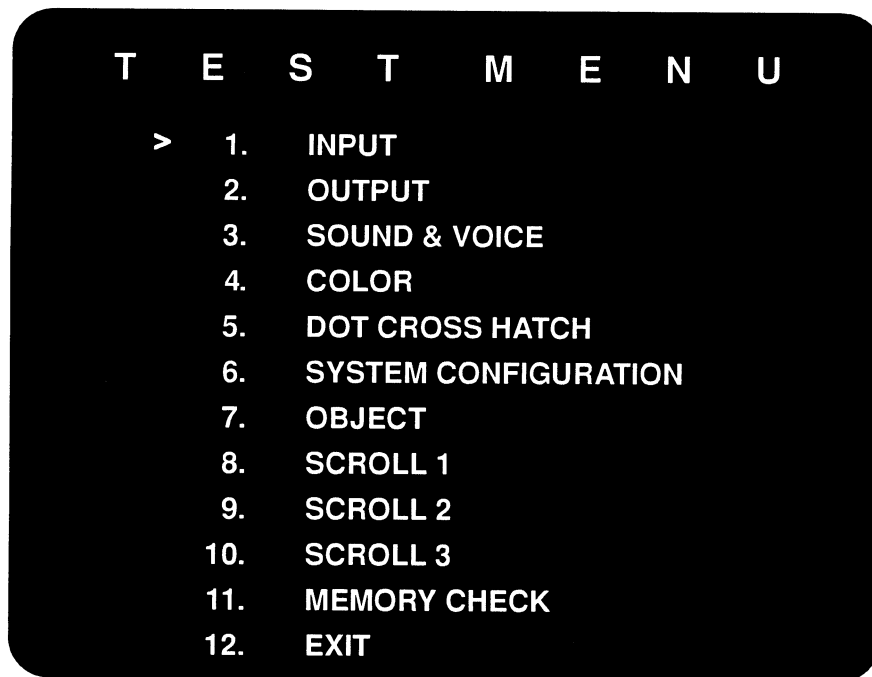 T E S T M E N U
> 1. INPUT
2. OUTPUT
3. SOUND & VOICE
4. COLOR
5. DOT CROSS HATCH
6. SYSTEM CONFIGURATION
7. OBJECT
8. SCROLL 1
9. SCROLL 2
10. SCROLL 3
11. MEMORY CHECK
12. EXIT